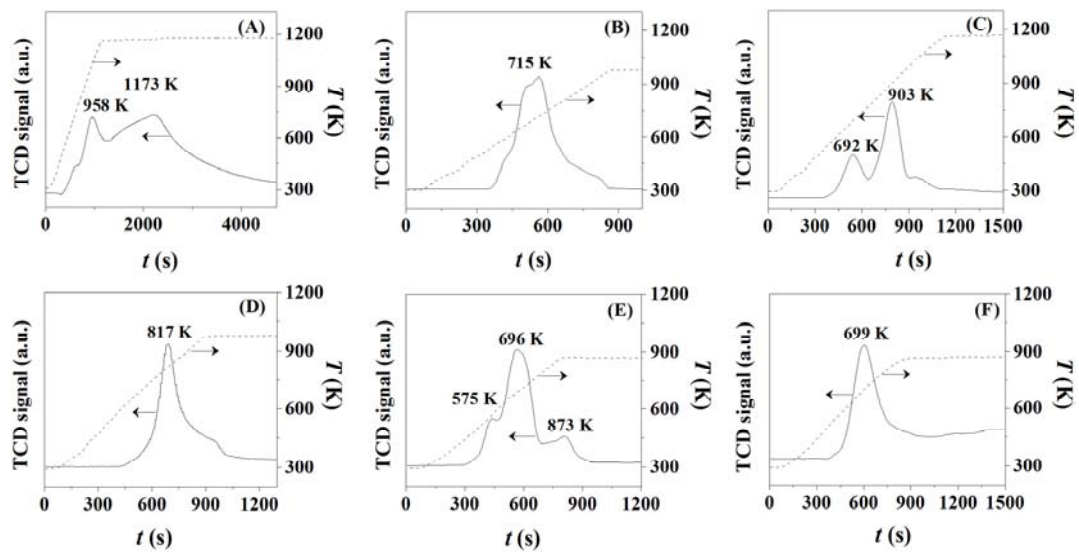 (A)
TCD signal (a.u.)
958 K
1173 K
1200
900
600
300
T (K)
0 2000 4000
t (s)
(B)
TCD signal (a.u.)
715 K
1200
900
600
300
T (K)
0 300 600 900
t (s)
(C)
TCD signal (a.u.)
692 K
903 K
1200
900
600
300
T (K)
0 300 600 900 1200 1500
t (s)
(D)
TCD signal (a.u.)
817 K
1200
900
600
300
T (K)
0 300 600 900 1200
t (s)
(E)
TCD signal (a.u.)
575 K
696 K
873 K
1200
900
600
300
T (K)
0 300 600 900 1200
t (s)
(F)
TCD signal (a.u.)
699 K
1200
900
600
300
T (K)
0 300 600 900 1200 1500
t (s)